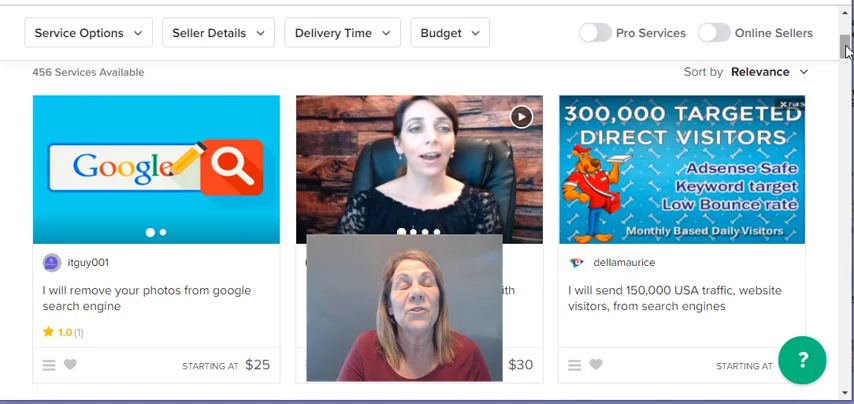 Service Options Seller Details Delivery Time Budget Pro Services Online Sellers
456 Services Available Sort by Relevance
Google
300,000 TARGETED
DIRECT VISITORS
Adsense Safe
Keyword target
Low Bounce rate
Monthly Based Daily Visitors
itguy001
I will remove your photos from google
search engine
1.0 (1)
STARTING AT $25
$30
dellamaurice
I will send 150,000 USA traffic, website
visitors, from search engines
STARTING AT
?